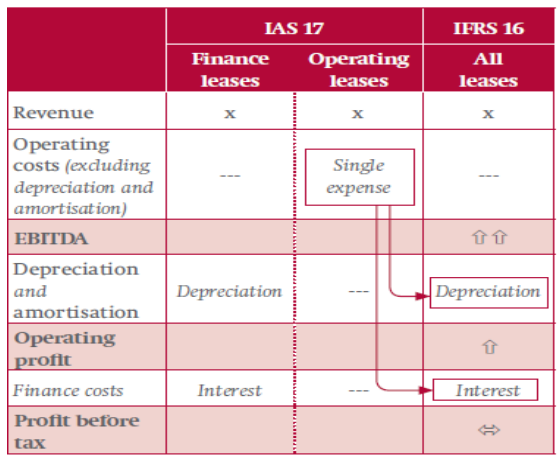 IAS 17 IFRS 16
Finance leases Operating leases All leases
Revenue x x x
Operating costs (excluding depreciation and amortisation) --- Single expense ---
EBITDA ⇧⇧
Depreciation and amortisation Depreciation --- Depreciation
Operating profit ⇧
Finance costs Interest --- Interest
Profit before tax ⬄